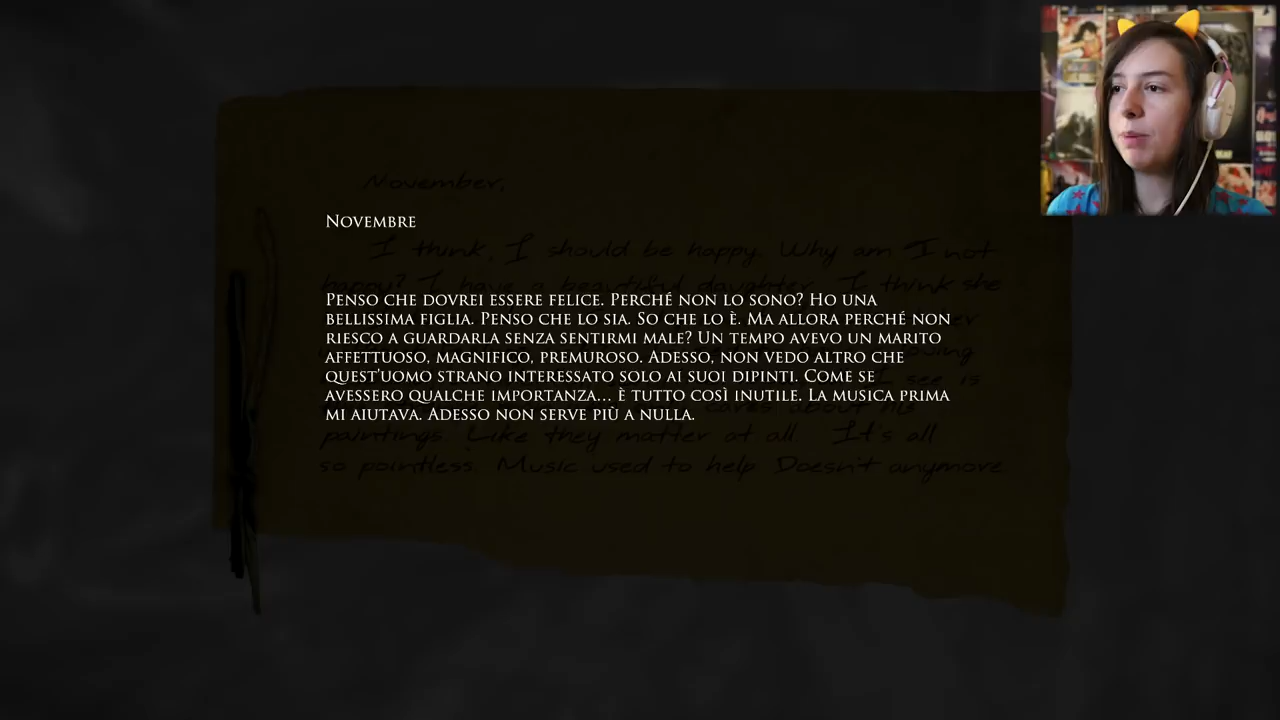 November,
NOVEMBRE
I think, I should be happy. Why am I not
happy? I have a beautiful daughter. I think she
PENSO CHE DOVREI ESSERE FELICE. PERCHÉ NON LO SONO? HO UNA
BELLISSIMA FIGLIA. PENSO CHE LO SIA. SO CHE LO È. MA ALLORA PERCHÉ NON
RIESCO A GUARDARLA SENZA SENTIRMI MALE? UN TEMPO AVEVO UN MARITO
AFFETTUOSO, MAGNIFICO, PREMUROSO. ADESSO, NON VEDO ALTRO CHE
QUEST'UOMO STRANO INTERESSATO SOLO AI SUOI DIPINTI. COME SE
AVESSERO QUALCHE IMPORTANZA... È TUTTO COSÌ INUTILE. LA MUSICA PRIMA
MI AIUTAVA. ADESSO NON SERVE PIÙ A NULLA.
cares about his
paintings. Like they matter at all. It's all
so pointless. Music used to help. Doesn't anymore